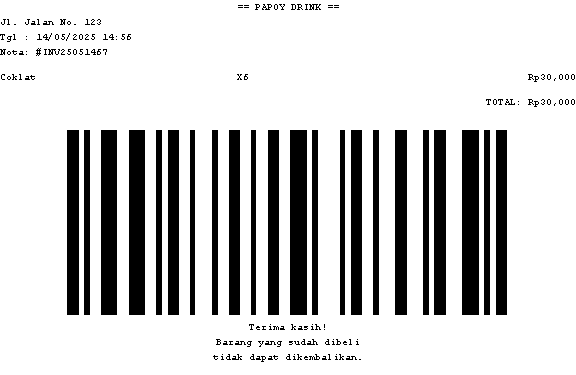 == PAPOY DRINK ==
Jl. Jalan No. 123
Tgl : 14/05/2025 14:56
Nota: #INV25051467
Coklat X6 Rp30,000
TOTAL: Rp30,000
Terima kasih!
Barang yang sudah dibeli
tidak dapat dikembalikan.